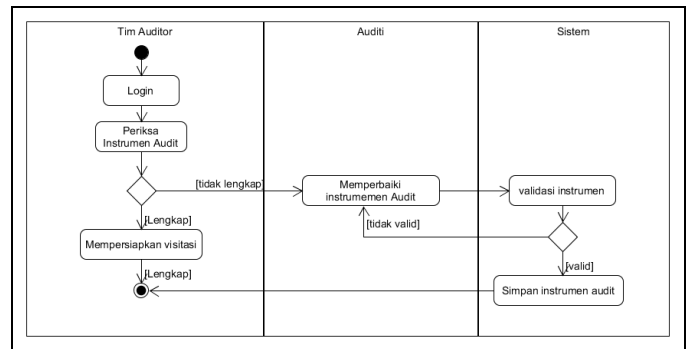 Tim Auditor
Auditi
Sistem
Login
Periksa
Instrumen Audit
[tidak lengkap]
Memperbaiki
instrumemen Audit
validasi instrumen
[Lengkap]
[tidak valid]
Mempersiapkan visitasi
[valid]
[Lengkap]
Simpan instrumen audit